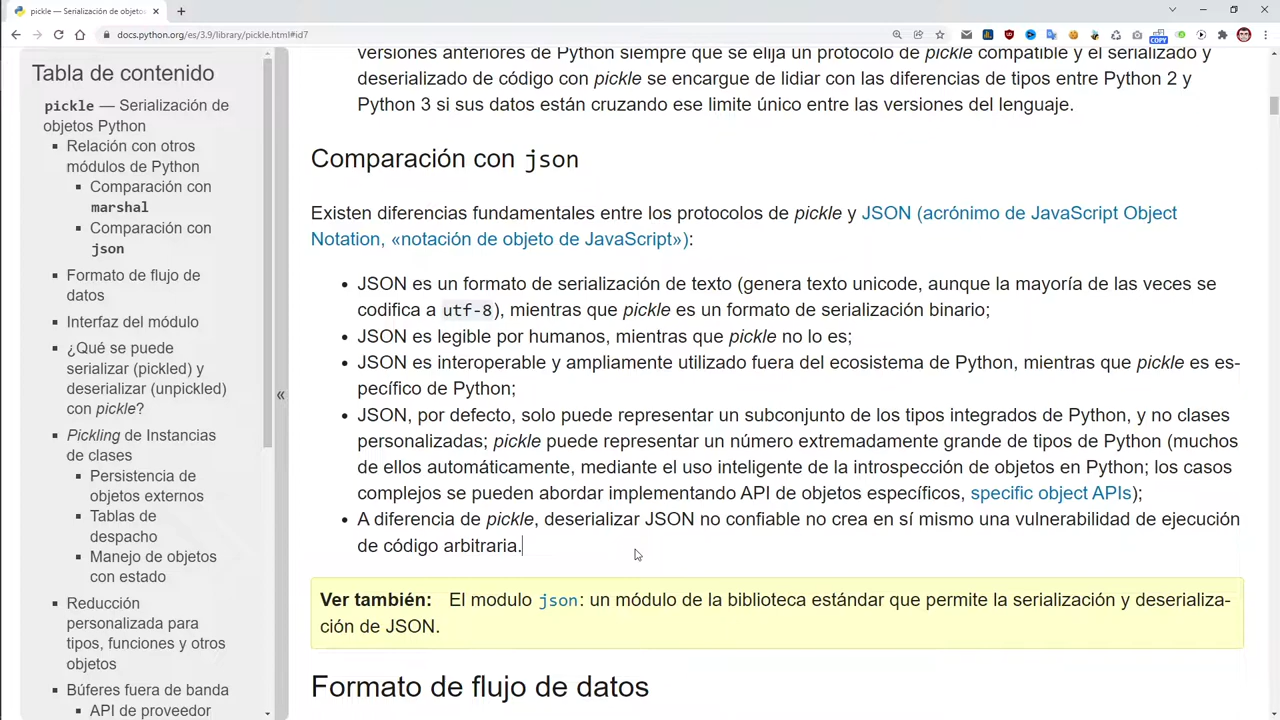 pickle — Serialización de objeto
docs.python.org/es/3.9/library/pickle.html#id7
COPY
Tabla de contenido
pickle — Serialización de
objetos Python
Relación con otros
módulos de Python
Comparación con
marshal
Comparación con
json
Formato de flujo de
datos
Interfaz del módulo
¿Qué se puede
serializar (pickled) y
deserializar (unpickled)
con pickle?
Pickling de Instancias
de clases
Persistencia de
objetos externos
Tablas de
despacho
Manejo de objetos
con estado
Reducción
personalizada para
tipos, funciones y otros
objetos
Búferes fuera de banda
API de proveedor
«
versiones anteriores de Python siempre que se elija un protocolo de pickle compatible y el serializado y
deserializado de código con pickle se encargue de lidiar con las diferencias de tipos entre Python 2 y
Python 3 si sus datos están cruzando ese limite único entre las versiones del lenguaje.
Comparación con json
Existen diferencias fundamentales entre los protocolos de pickle y JSON (acrónimo de JavaScript Object
Notation, «notación de objeto de JavaScript»):
JSON es un formato de serialización de texto (genera texto unicode, aunque la mayoría de las veces se
codifica a utf-8), mientras que pickle es un formato de serialización binario;
JSON es legible por humanos, mientras que pickle no lo es;
JSON es interoperable y ampliamente utilizado fuera del ecosistema de Python, mientras que pickle es es-
pecífico de Python;
JSON, por defecto, solo puede representar un subconjunto de los tipos integrados de Python, y no clases
personalizadas; pickle puede representar un número extremadamente grande de tipos de Python (muchos
de ellos automáticamente, mediante el uso inteligente de la introspección de objetos en Python; los casos
complejos se pueden abordar implementando API de objetos específicos, specific object APIs);
A diferencia de pickle, deserializar JSON no confiable no crea en sí mismo una vulnerabilidad de ejecución
de código arbitraria.
Ver también: El modulo json: un módulo de la biblioteca estándar que permite la serialización y deserializa-
ción de JSON.
Formato de flujo de datos